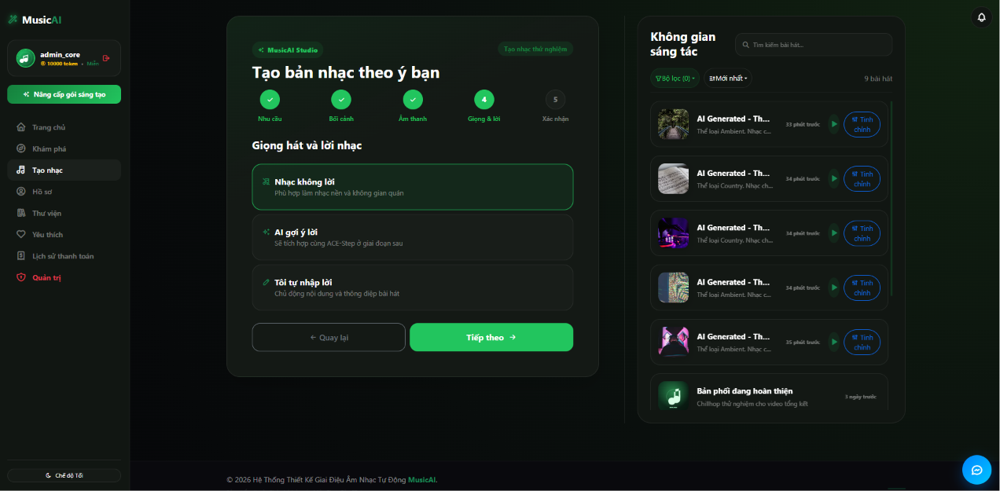 MusicAI
admin_core
10000 token • Miễn
Nâng cấp gói sáng tạo
Trang chủ
Khám phá
Tạo nhạc
Hồ sơ
Thư viện
Yêu thích
Lịch sử thanh toán
Quản trị
Chế độ Tối
MusicAI Studio
Tạo nhạc thử nghiệm
Tạo bản nhạc theo ý bạn
4
5
Nhu cầu
Bối cảnh
Âm thanh
Giọng & lời
Xác nhận
Giọng hát và lời nhạc
Nhạc không lời
Phù hợp làm nhạc nền và không gian quán
AI gợi ý lời
Sẽ tích hợp cùng ACE-Step ở giai đoạn sau
Tôi tự nhập lời
Chủ động nội dung và thông điệp bài hát
← Quay lại
Tiếp theo →
Không gian
sáng tác
Tìm kiếm bài hát...
Bộ lọc (0)
Mới nhất
9 bài hát
AI Generated - Th...
Thể loại Ambient. Nhạc c...
33 phút trước
Tinh
chỉnh
AI Generated - Th...
Thể loại Country. Nhạc ch...
34 phút trước
Tinh
chỉnh
AI Generated - Th...
Thể loại Country. Nhạc ch...
34 phút trước
Tinh
chỉnh
AI Generated - Th...
Thể loại Ambient. Nhạc c...
34 phút trước
Tinh
chỉnh
AI Generated - Th...
Thể loại Ambient. Nhạc c...
35 phút trước
Tinh
chỉnh
Bản phối đang hoàn thiện
Chillhop thử nghiệm cho video tổng kết
3 ngày trước
© 2026 Hệ Thống Thiết Kế Giai Điệu Âm Nhạc Tự Động MusicAI.